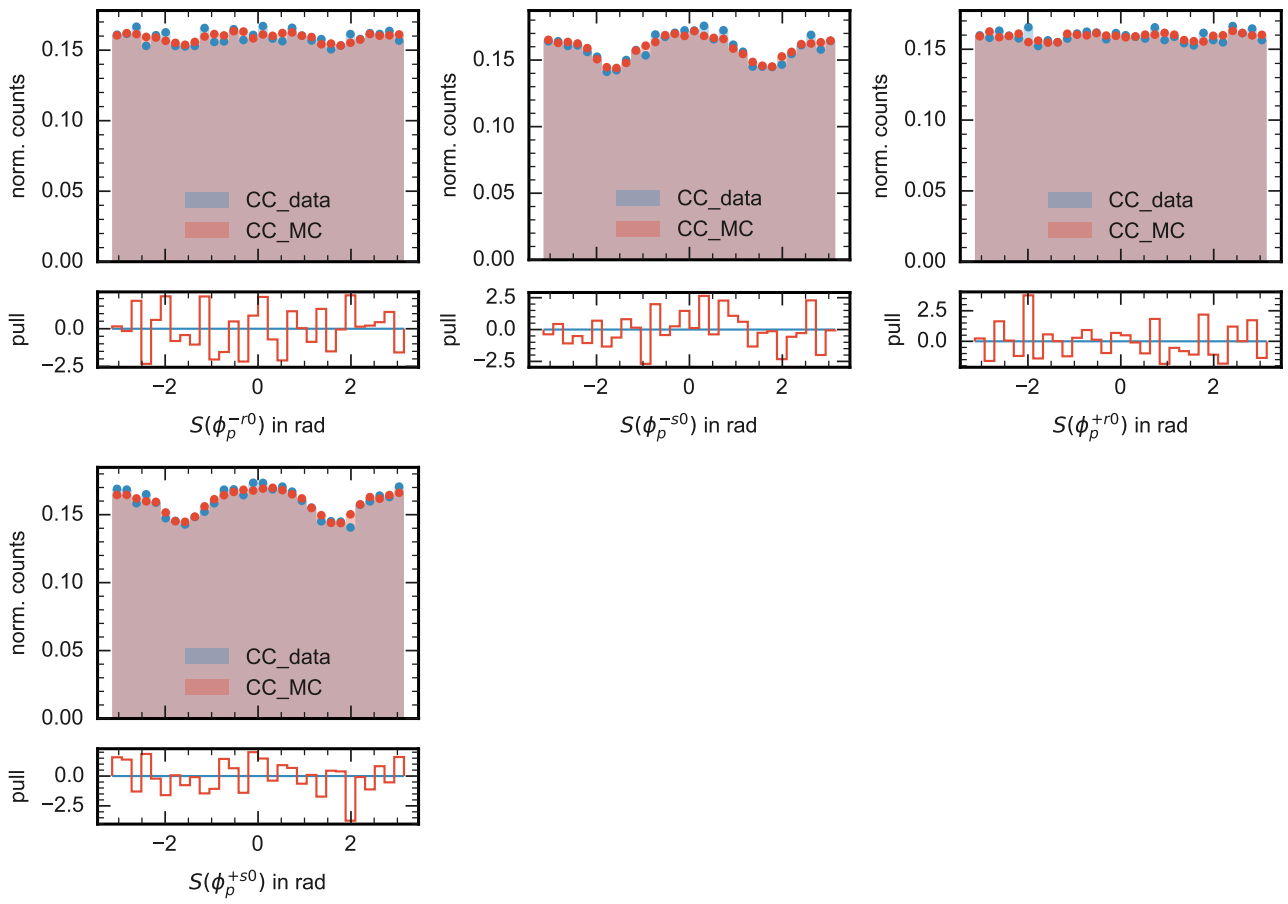 norm. counts
0.15
0.10
0.05
0.00
CC_data
CC_MC
pull
0.0
−2.5
−2 0 2
S(ϕ_p^{−r0}) in rad
norm. counts
0.15
0.10
0.05
0.00
CC_data
CC_MC
pull
2.5
0.0
−2.5
−2 0 2
S(ϕ_p^{−s0}) in rad
norm. counts
0.15
0.10
0.05
0.00
CC_data
CC_MC
pull
2.5
0.0
−2 0 2
S(ϕ_p^{+r0}) in rad
norm. counts
0.15
0.10
0.05
0.00
CC_data
CC_MC
pull
0.0
−2.5
−2 0 2
S(ϕ_p^{+s0}) in rad